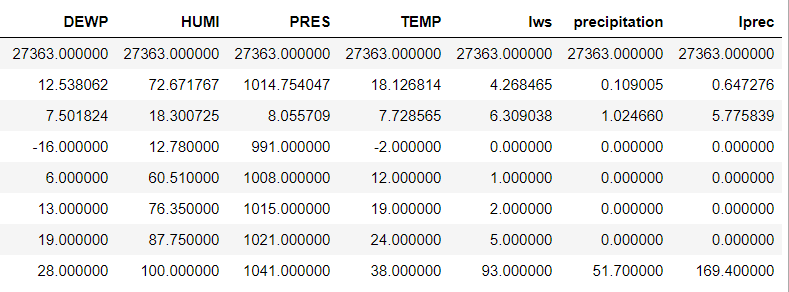 DEWP HUMI PRES TEMP Iws precipitation Iprec
27363.000000 27363.000000 27363.000000 27363.000000 27363.000000 27363.000000 27363.000000
12.538062 72.671767 1014.754047 18.126814 4.268465 0.109005 0.647276
7.501824 18.300725 8.055709 7.728565 6.309038 1.024660 5.775839
-16.000000 12.780000 991.000000 -2.000000 0.000000 0.000000 0.000000
6.000000 60.510000 1008.000000 12.000000 1.000000 0.000000 0.000000
13.000000 76.350000 1015.000000 19.000000 2.000000 0.000000 0.000000
19.000000 87.750000 1021.000000 24.000000 5.000000 0.000000 0.000000
28.000000 100.000000 1041.000000 38.000000 93.000000 51.700000 169.400000